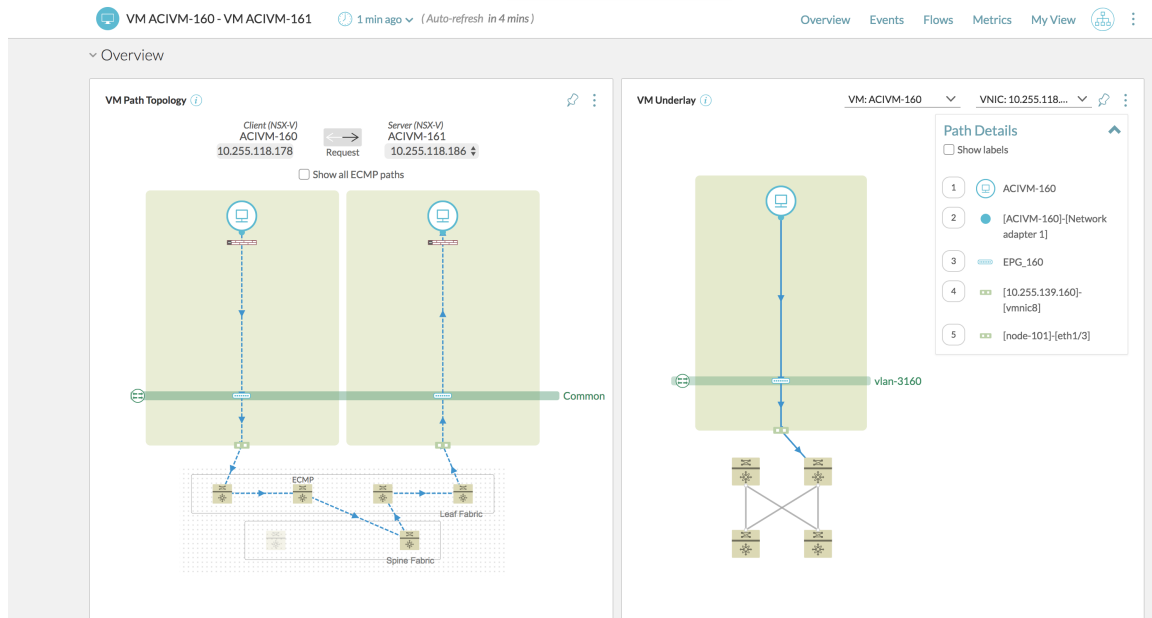 VM ACIVM-160 - VM ACIVM-161
1 min ago
( Auto-refresh in 4 mins )
Overview
Events
Flows
Metrics
My View
Overview
VM Path Topology
Client (NSX-V)
ACIVM-160
10.255.118.178
Request
Server (NSX-V)
ACIVM-161
10.255.118.186
Show all ECMP paths
Common
ECMP
Leaf Fabric
Spine Fabric
VM Underlay
VM: ACIVM-160
VNIC: 10.255.118....
Path Details
Show labels
1 ACIVM-160
2 [ACIVM-160]-[Network
adapter 1]
3 EPG_160
4 [10.255.139.160]-
[vmnic8]
5 [node-101]-[eth1/3]
vlan-3160